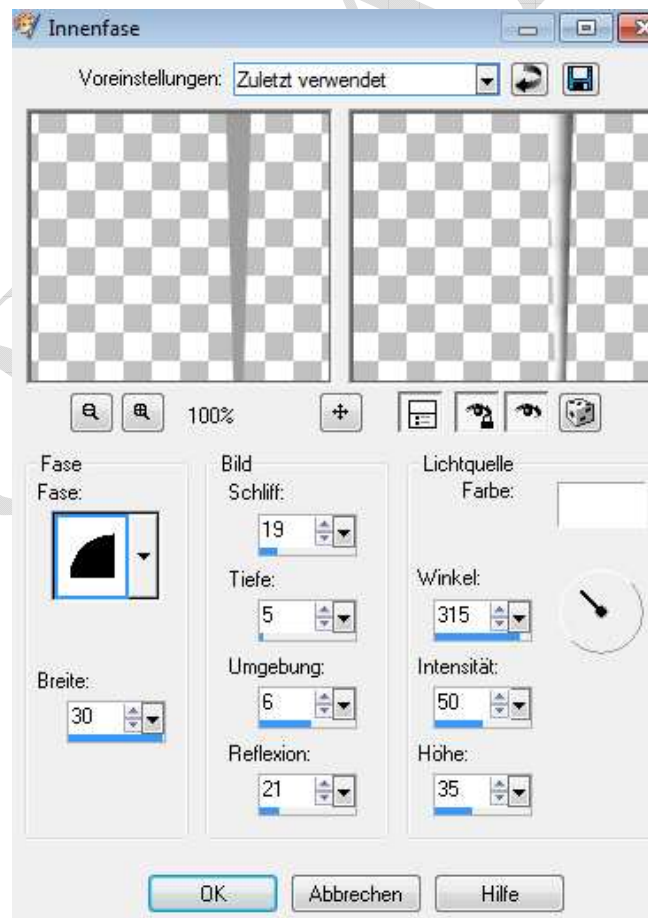 Innenfase
Voreinstellungen: Zuletzt verwendet
100%
Fase
Fase:
Breite:
30
Bild
Schliff:
19
Tiefe:
5
Umgebung:
6
Reflexion:
21
Lichtquelle
Farbe:
Winkel:
315
Intensität:
50
Höhe:
35
OK Abbrechen Hilfe